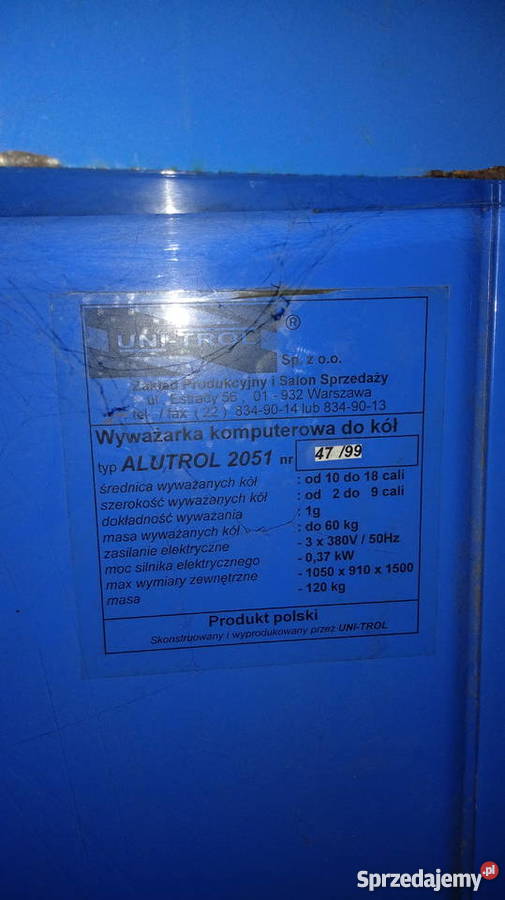 UNI-TROL ®
Sp. z o.o.
Zakład Produkcyjny i Salon Sprzedaży
ul. Estrady 56 , 01 - 932 Warszawa
tel. / fax ( 22 ) 834-90-14 lub 834-90-13
Wyważarka komputerowa do kół
typ ALUTROL 2051 nr 47 /99
średnica wyważanych kół : od 10 do 18 cali
szerokość wyważanych kół : od 2 do 9 cali
dokładność wyważania : 1g
masa wyważanych kół : do 60 kg
zasilanie elektryczne - 3 x 380V / 50Hz
moc silnika elektrycznego - 0,37 kW
max wymiary zewnętrzne - 1050 x 910 x 1500
masa - 120 kg
Produkt polski
Skonstruowany i wyprodukowany przez UNI-TROL
Sprzedajemy.pl